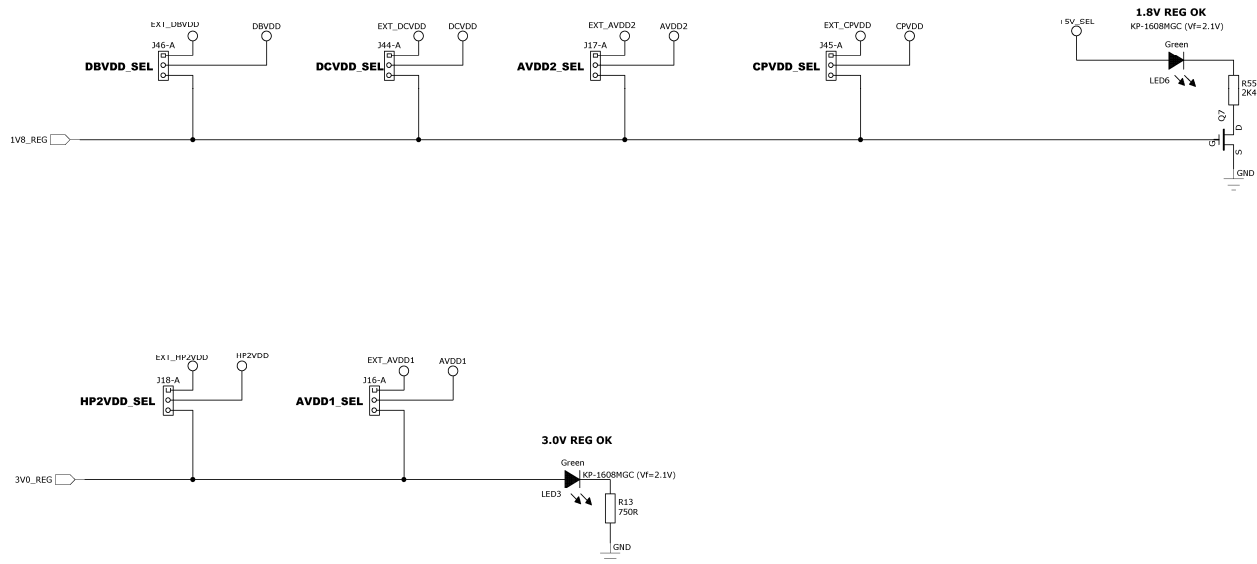 1.8V REG OK
KP-1608MGC (Vf=2.1V)
EXT_DBVDD
DBVDD
EXT_DCVDD
DCVDD
EXT_AVDD2
AVDD2
EXT_CPVDD
CPVDD
J46-A
J44-A
J17-A
J45-A
Green
DBVDD_SEL
DCVDD_SEL
AVDD2_SEL
CPVDD_SEL
LED6
R55
2K4
Q7
D
G
S
1V8_REG
GND
EXT_HP2VDD
HP2VDD
EXT_AVDD1
AVDD1
J18-A
J16-A
HP2VDD_SEL
AVDD1_SEL
3.0V REG OK
Green
KP-1608MGC (Vf=2.1V)
3V0_REG
LED3
R13
750R
GND